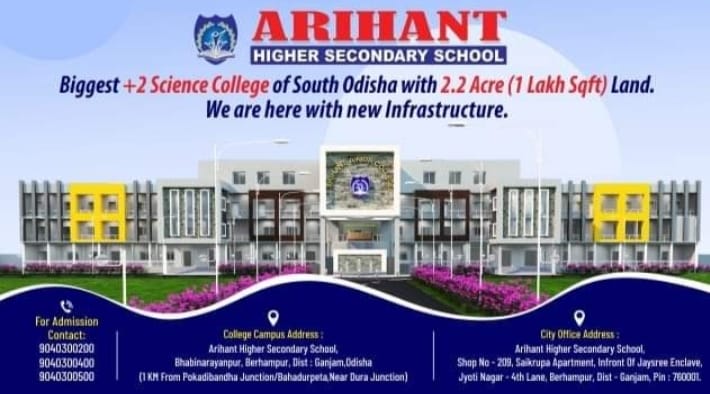 ARIHANT
HIGHER SECONDARY SCHOOL
Biggest +2 Science College of South Odisha with 2.2 Acre (1 Lakh Sqft) Land.
We are here with new Infrastructure.
For Admission
Contact:
9040300200
9040300400
9040300500
College Campus Address :
Arihant Higher Secondary School,
Bhabinarayanpur, Berhampur, Dist : Ganjam,Odisha
(1 KM From Pokadibandha Junction/Bahadurpeta,Near Dura Junction)
City Office Address :
Arihant Higher Secondary School,
Shop No - 209, Saikrupa Apartment, Infront Of Jaysree Enclave,
Jyoti Nagar - 4th Lane, Berhampur, Dist - Ganjam, Pin : 760001.